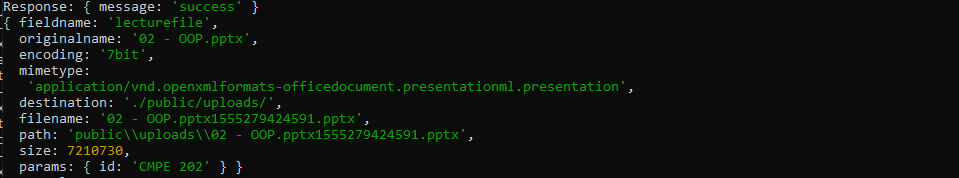 Response: { message: 'success' }
{ fieldname: 'lecturefile',
originalname: '02 - OOP.pptx',
encoding: '7bit',
mimetype:
'application/vnd.openxmlformats-officedocument.presentationml.presentation',
destination: './public/uploads/',
filename: '02 - OOP.pptx1555279424591.pptx',
path: 'public\\uploads\\02 - OOP.pptx1555279424591.pptx',
size: 7210730,
params: { id: 'CMPE 202' } }